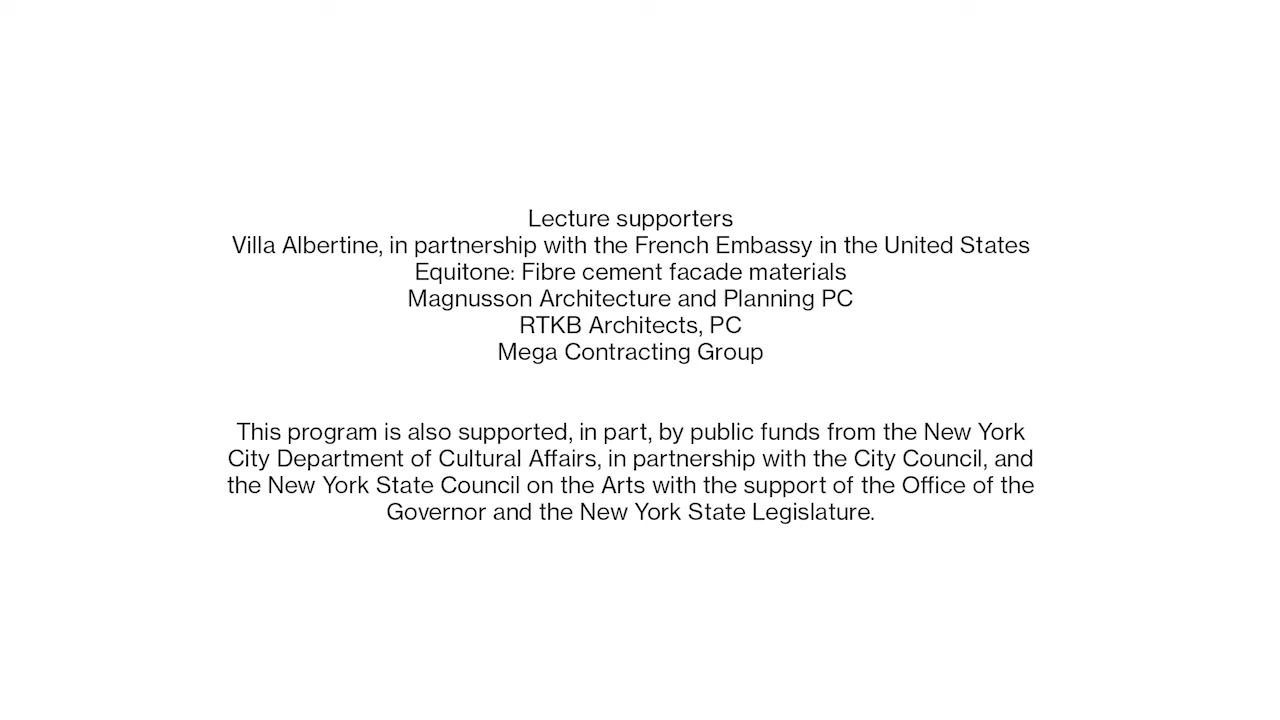 Lecture supporters
Villa Albertine, in partnership with the French Embassy in the United States
Equitone: Fibre cement facade materials
Magnusson Architecture and Planning PC
RTKB Architects, PC
Mega Contracting Group
This program is also supported, in part, by public funds from the New York
City Department of Cultural Affairs, in partnership with the City Council, and
the New York State Council on the Arts with the support of the Office of the
Governor and the New York State Legislature.